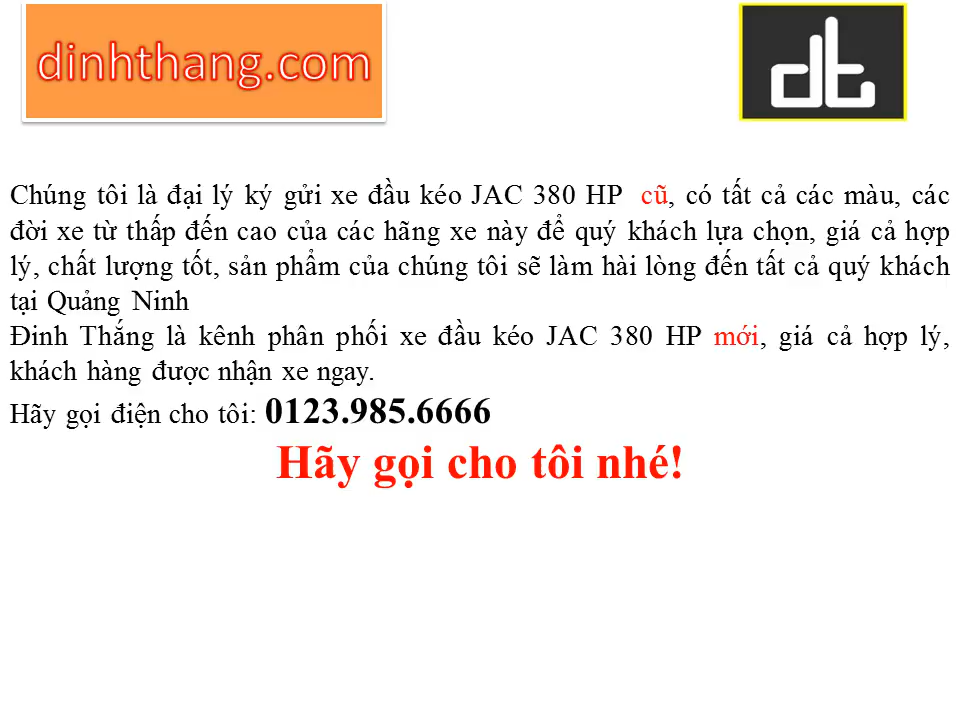 dinhthang.com
dt
Chúng tôi là đại lý ký gửi xe đầu kéo JAC 380 HP cũ, có tất cả các màu, các
đời xe từ thấp đến cao của các hãng xe này để quý khách lựa chọn, giá cả hợp
lý, chất lượng tốt, sản phẩm của chúng tôi sẽ làm hài lòng đến tất cả quý khách
tại Quảng Ninh
Đinh Thắng là kênh phân phối xe đầu kéo JAC 380 HP mới, giá cả hợp lý,
khách hàng được nhận xe ngay.
Hãy gọi điện cho tôi: 0123.985.6666
Hãy gọi cho tôi nhé!